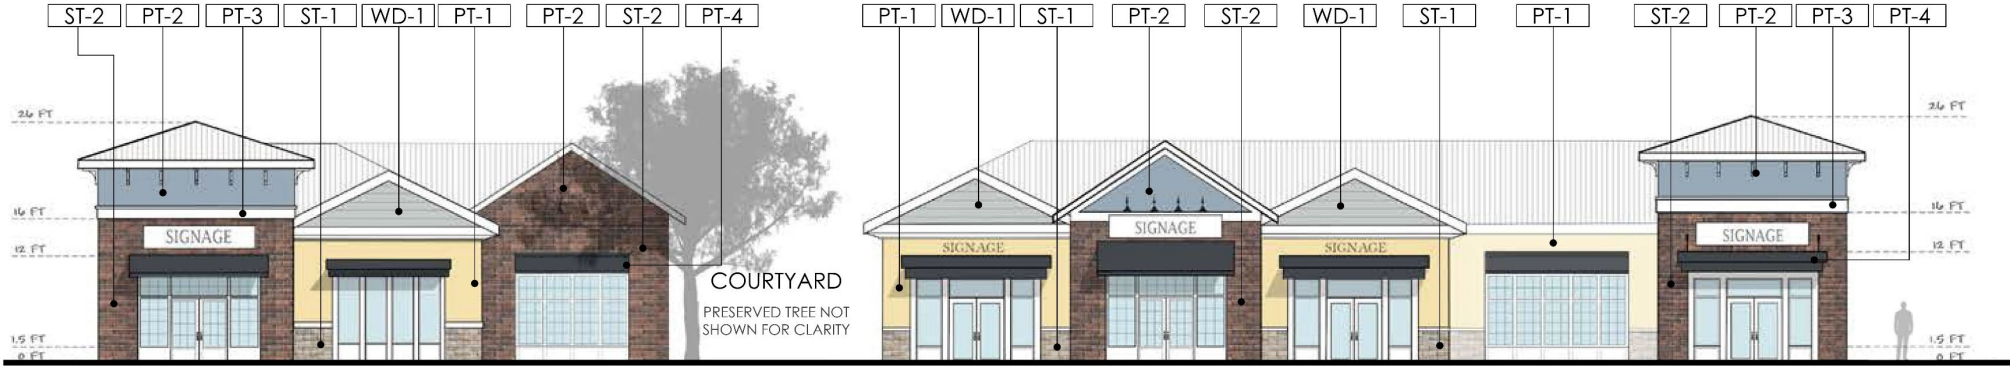 ST-2 PT-2 PT-3 ST-1 WD-1 PT-1 PT-2 ST-2 PT-4 PT-1 WD-1 ST-1 PT-2 ST-2 WD-1 ST-1 PT-1 ST-2 PT-2 PT-3 PT-4
26 FT 26 FT
16 FT 16 FT
SIGNAGE SIGNAGE SIGNAGE
12 FT SIGNAGE SIGNAGE 12 FT
COURTYARD
PRESERVED TREE NOT
SHOWN FOR CLARITY
1.5 FT 1.5 FT
0 FT 0 FT